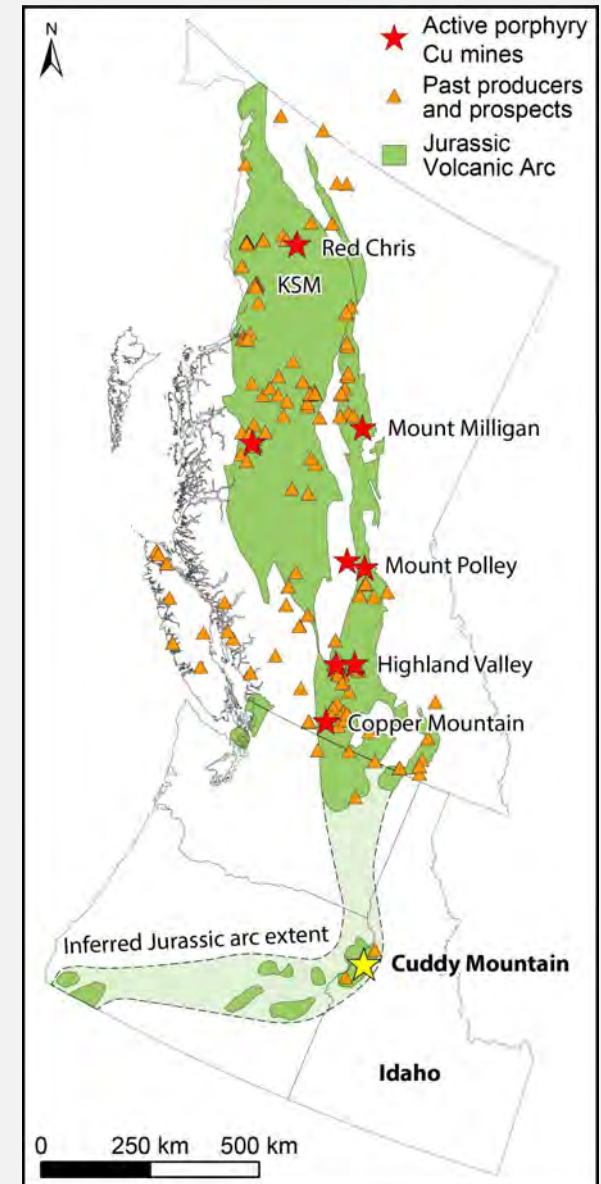 N
Active porphyry
Cu mines
Past producers
and prospects
Jurassic
Volcanic Arc
Red Chris
KSM
Mount Milligan
Mount Polley
Highland Valley
Copper Mountain
Inferred Jurassic arc extent
Cuddy Mountain
Idaho
0 250 km 500 km